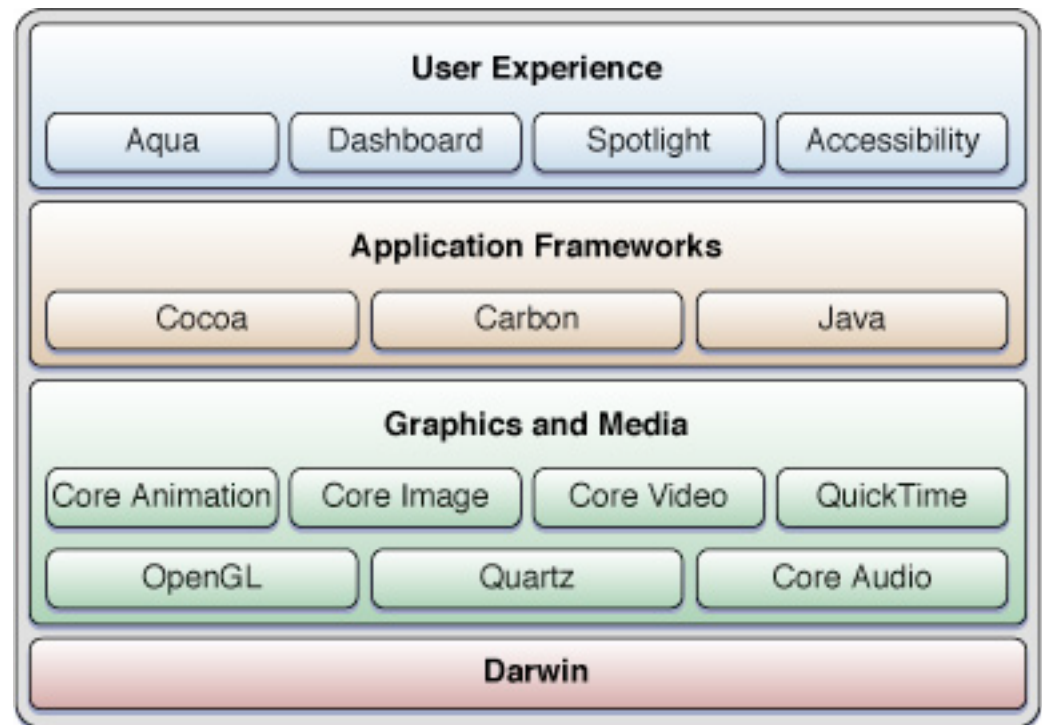 User Experience
Aqua Dashboard Spotlight Accessibility
Application Frameworks
Cocoa Carbon Java
Graphics and Media
Core Animation Core Image Core Video QuickTime
OpenGL Quartz Core Audio
Darwin